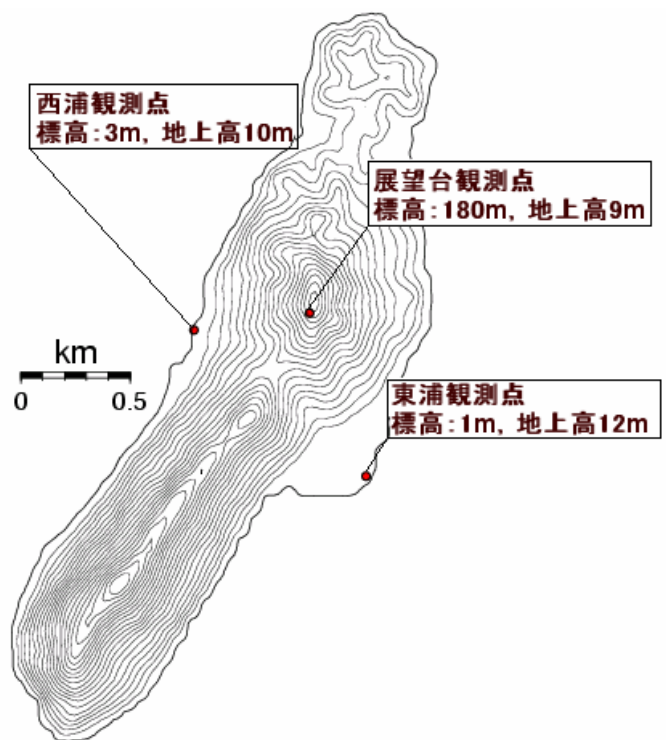 西浦観測点
標高:3m, 地上高10m
展望台観測点
標高:180m, 地上高9m
km
0 0.5
東浦観測点
標高:1m, 地上高12m